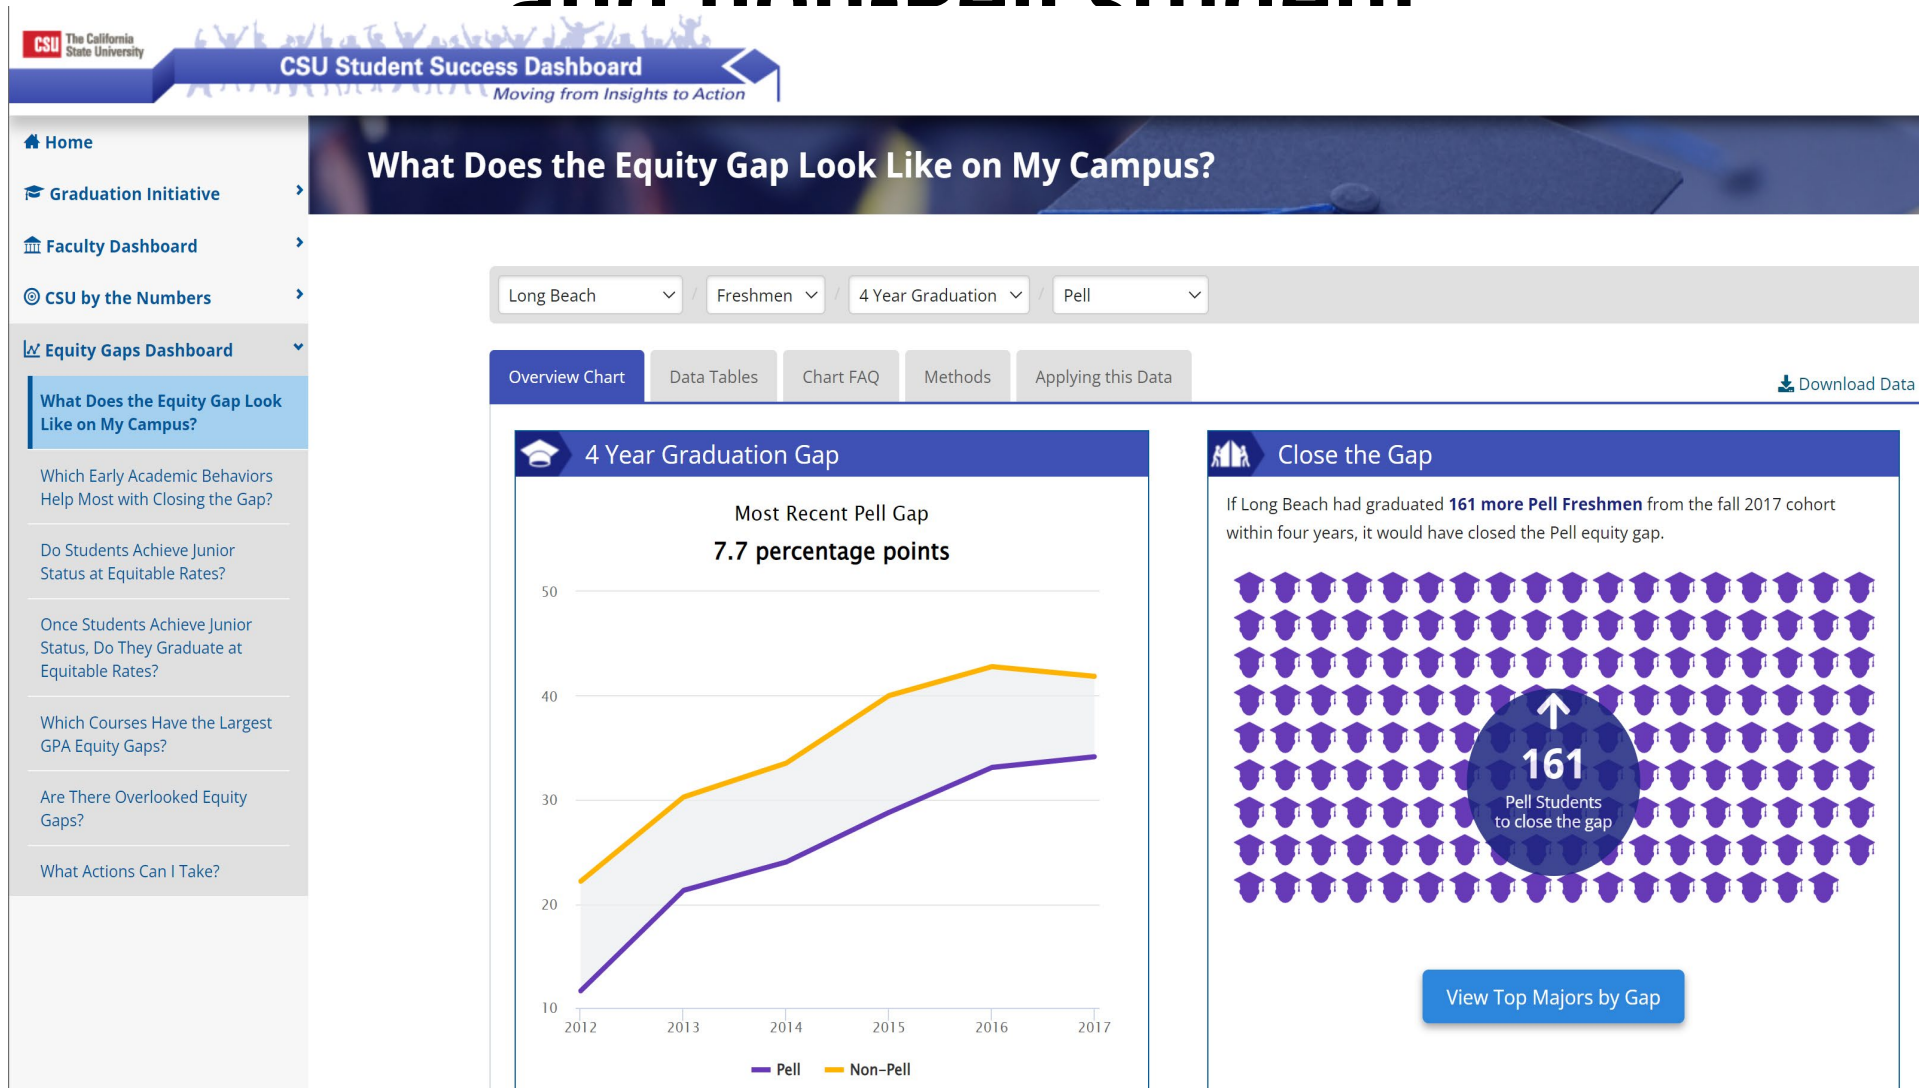 and non-Pell student
CSU The California
State University
CSU Student Success Dashboard
Moving from Insights to Action
Home
Graduation Initiative
Faculty Dashboard
CSU by the Numbers
Equity Gaps Dashboard
What Does the Equity Gap Look
Like on My Campus?
Which Early Academic Behaviors
Help Most with Closing the Gap?
Do Students Achieve Junior
Status at Equitable Rates?
Once Students Achieve Junior
Status, Do They Graduate at
Equitable Rates?
Which Courses Have the Largest
GPA Equity Gaps?
Are There Overlooked Equity
Gaps?
What Actions Can I Take?
What Does the Equity Gap Look Like on My Campus?
Long Beach / Freshmen / 4 Year Graduation / Pell
Overview Chart Data Tables Chart FAQ Methods Applying this Data
Download Data
4 Year Graduation Gap
Most Recent Pell Gap
7.7 percentage points
50
40
30
20
10
2012 2013 2014 2015 2016 2017
Pell Non-Pell
Close the Gap
If Long Beach had graduated 161 more Pell Freshmen from the fall 2017 cohort
within four years, it would have closed the Pell equity gap.
161
Pell Students
to close the gap
View Top Majors by Gap